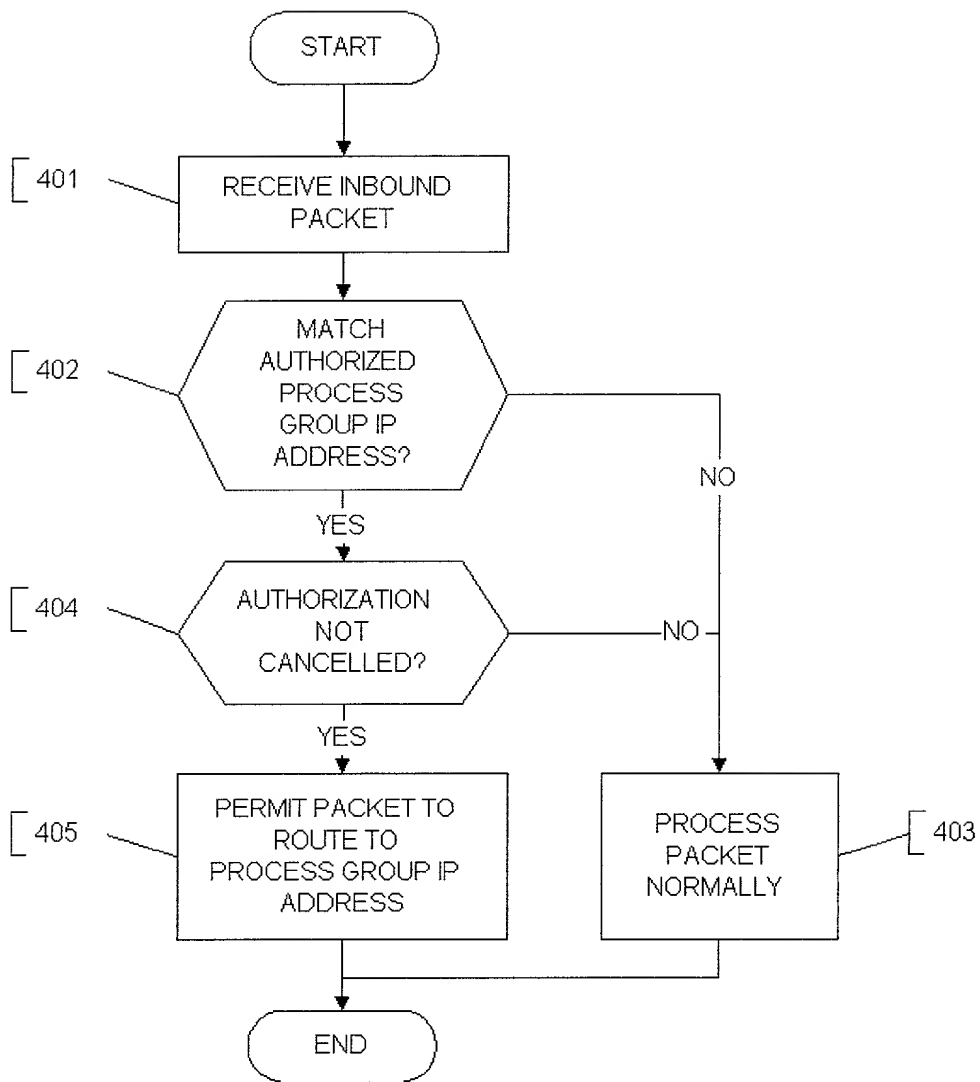 START
401
RECEIVE INBOUND
PACKET
402
MATCH
AUTHORIZED
PROCESS
GROUP IP
ADDRESS?
NO
YES
404
AUTHORIZATION
NOT
CANCELLED?
NO
YES
405
PERMIT PACKET TO
ROUTE TO
PROCESS GROUP IP
ADDRESS
PROCESS
PACKET
NORMALLY
403
END